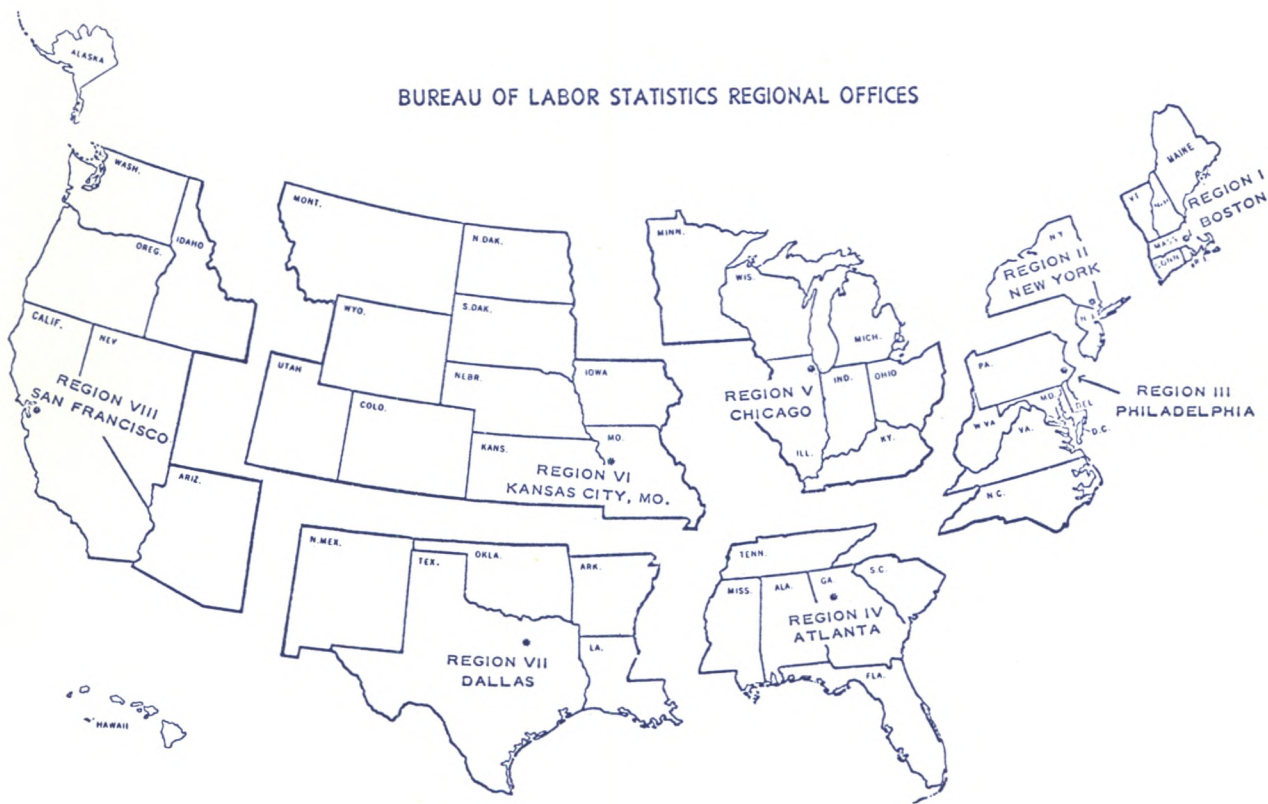 ALASKA
BUREAU OF LABOR STATISTICS REGIONAL OFFICES
WASH.
OREG.
IDAHO
CALIF.
NEV
REGION VIII
SAN FRANCISCO
ARIZ.
HAWAII
MONT.
N.DAK.
WYO.
S.DAK.
UTAH
NEBR.
IOWA
COLO.
KANS.
MO.
REGION VI
KANSAS CITY, MO.
N.MEX.
TEX.
OKLA.
ARK.
LA.
REGION VII
DALLAS
MINN.
WIS.
MICH.
REGION V
CHICAGO
IND.
OHIO
ILL.
KY.
TENN.
MISS.
ALA.
GA.
S.C.
REGION IV
ATLANTA
FLA.
MAINE
VT.
N.H.
REGION I
BOSTON
MASS
CONN
N.Y.
REGION II
NEW YORK
N.J.
PA.
REGION III
PHILADELPHIA
MD.
DEL
D.C.
W VA
VA.
N.C.